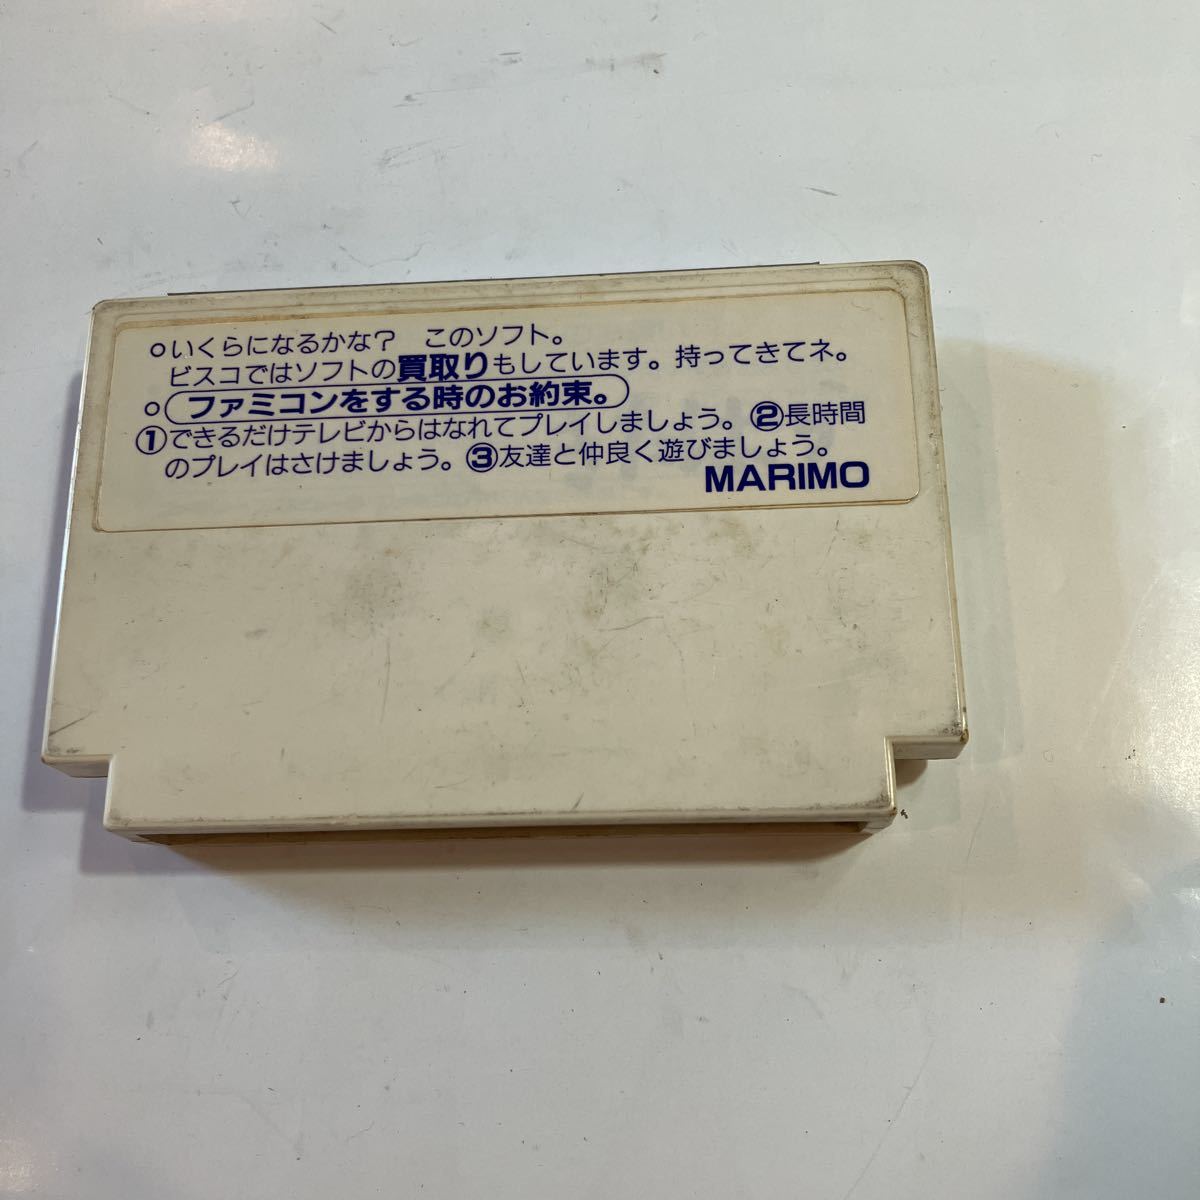 ○いくらになるかな?　このソフト。
ビスコではソフトの買取りもしています。持ってきてネ。
○ファミコンをする時のお約束。
①できるだけテレビからはなれてプレイしましょう。②長時間
のプレイはさけましょう。③友達と仲良く遊びましょう。
MARIMO